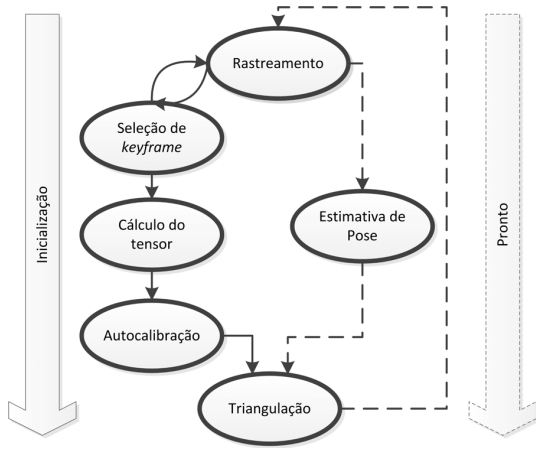 Rastreamento
Seleção de
keyframe
Cálculo do
tensor
Estimativa de
Pose
Autocalibração
Triangulação
Inicialização
Pronto